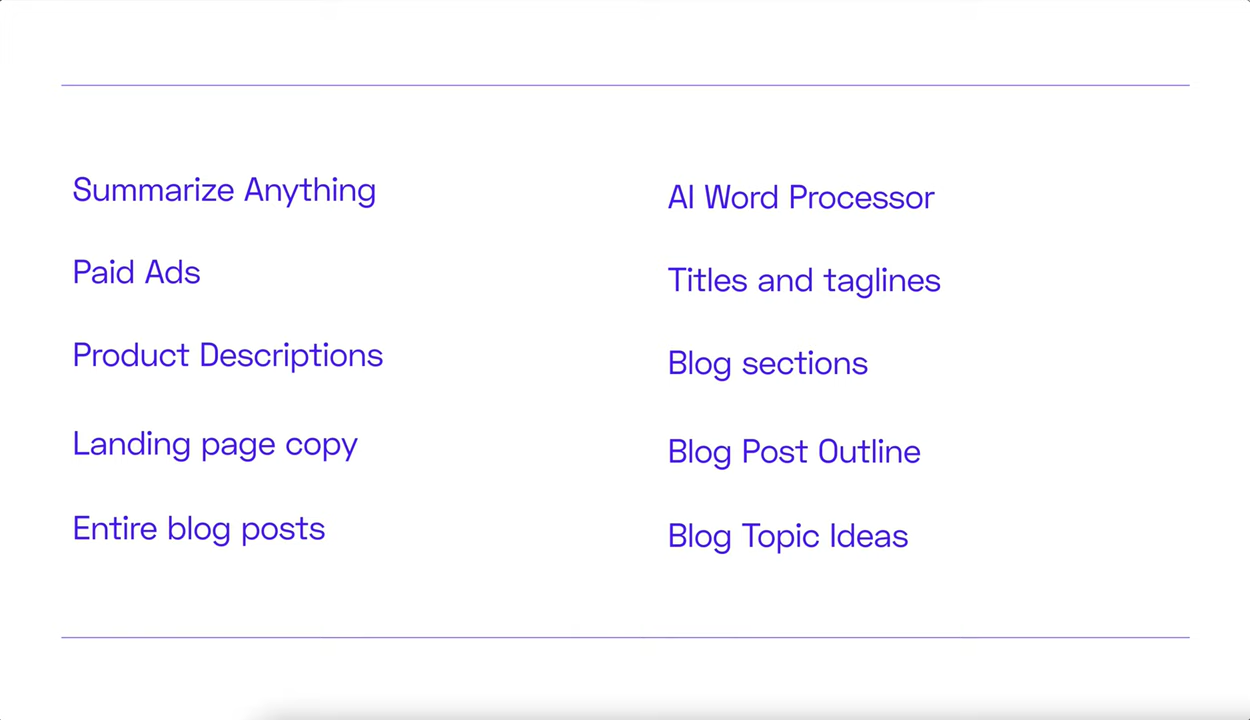 Summarize Anything
Paid Ads
Product Descriptions
Landing page copy
Entire blog posts
AI Word Processor
Titles and taglines
Blog sections
Blog Post Outline
Blog Topic Ideas